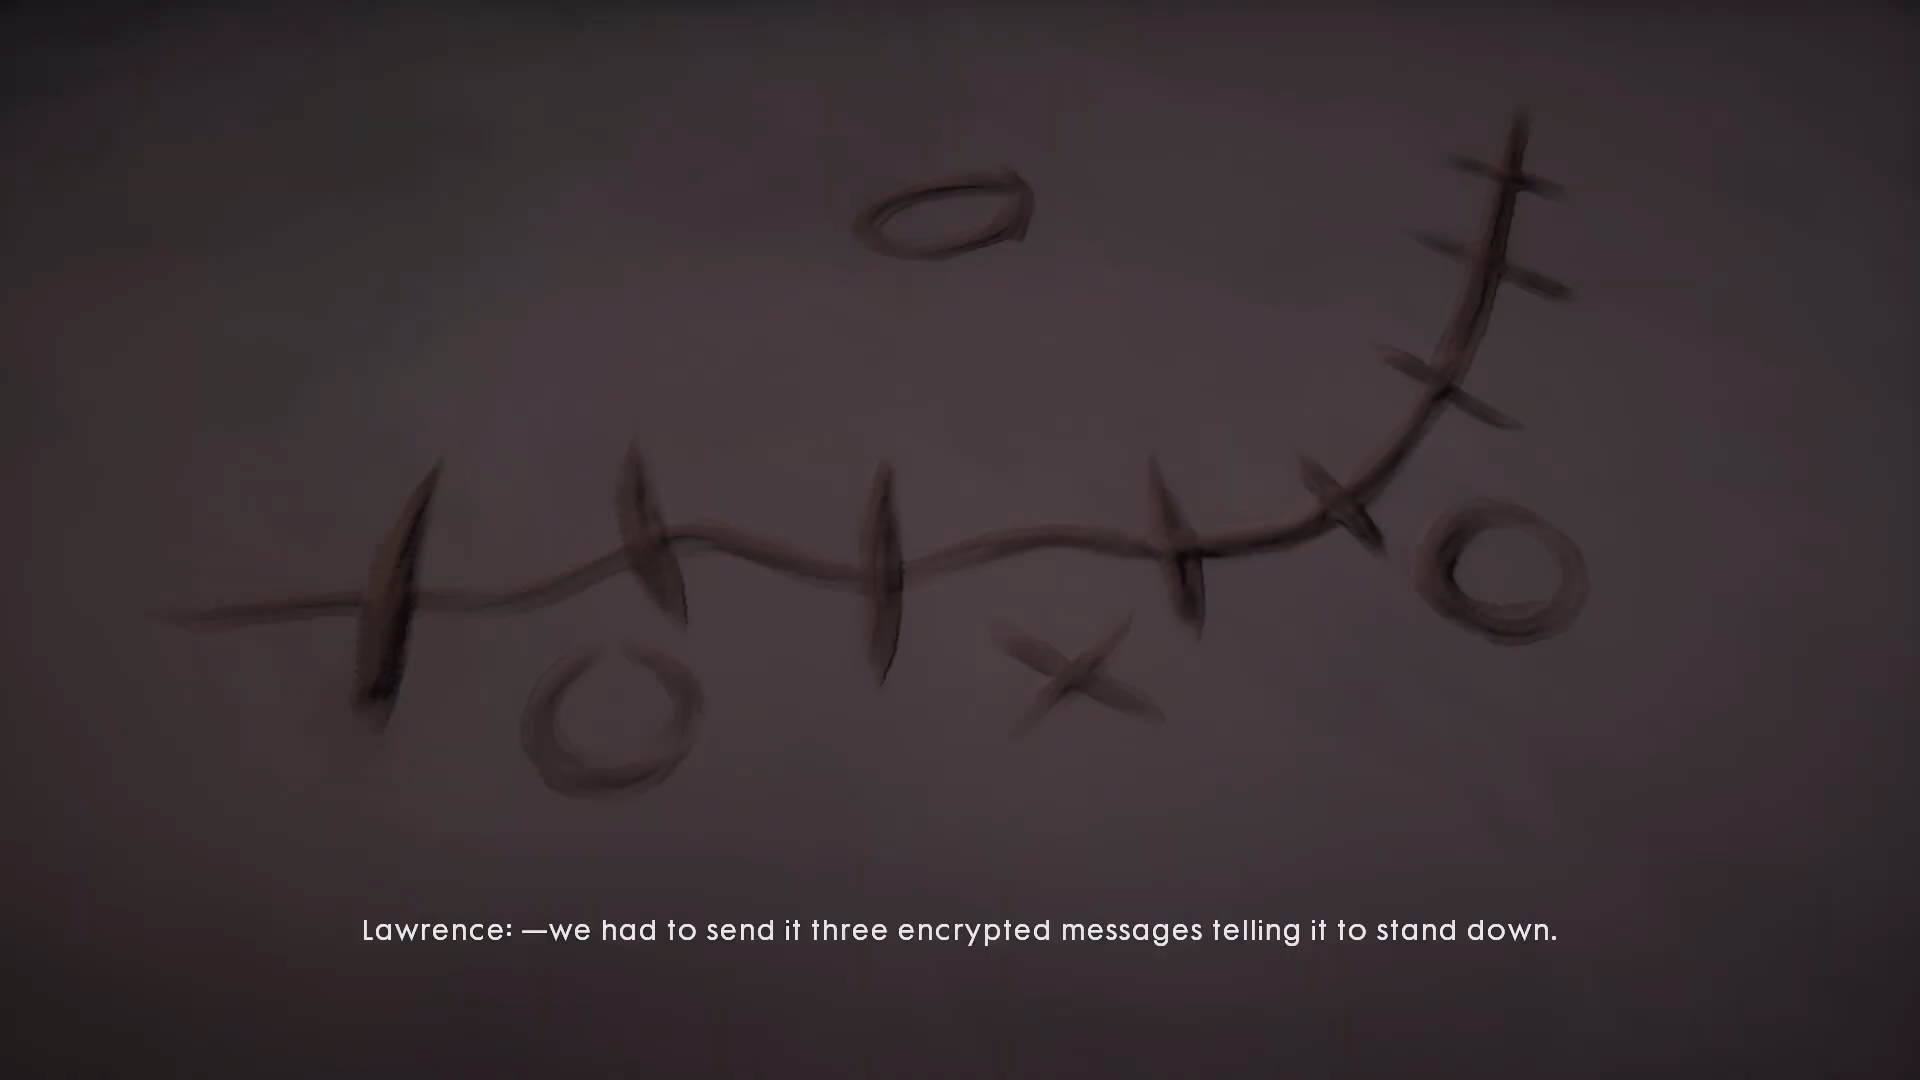 Lawrence: —we had to send it three encrypted messages telling it to stand down.